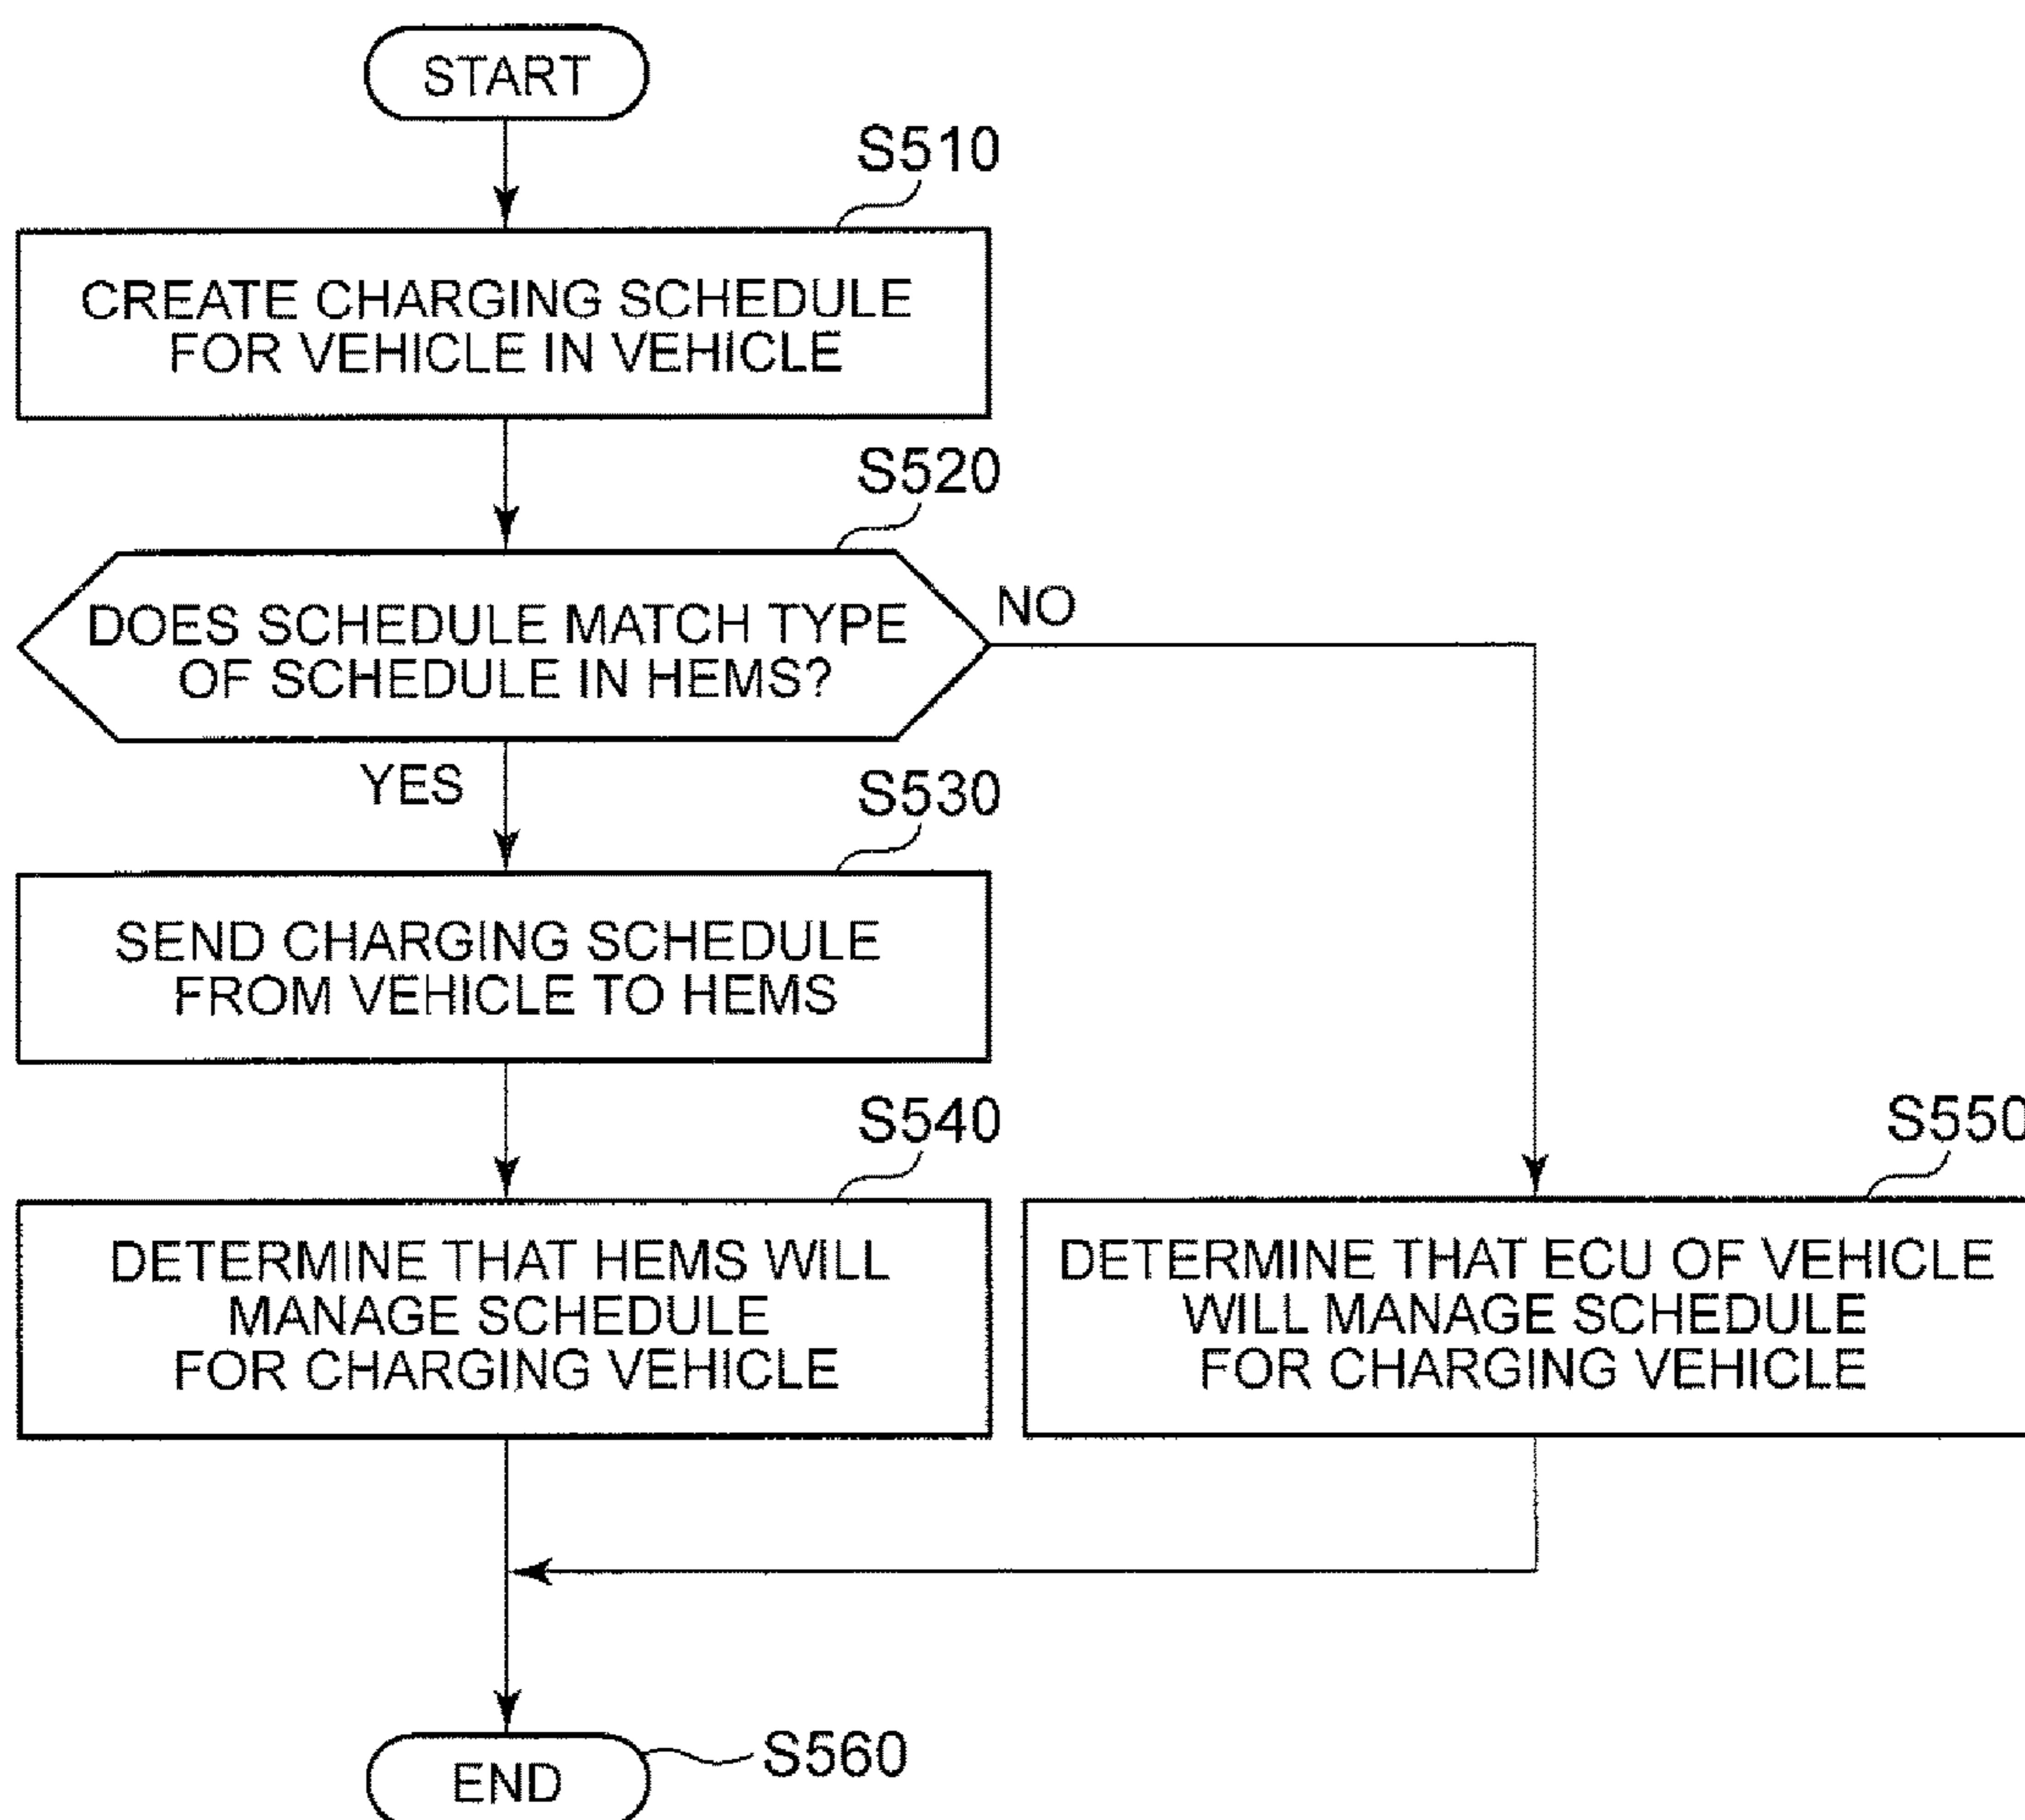 START
S510
CREATE CHARGING SCHEDULE
FOR VEHICLE IN VEHICLE
S520
DOES SCHEDULE MATCH TYPE
OF SCHEDULE IN HEMS?
NO
YES
S530
SEND CHARGING SCHEDULE
FROM VEHICLE TO HEMS
S540
DETERMINE THAT HEMS WILL
MANAGE SCHEDULE
FOR CHARGING VEHICLE
S550
DETERMINE THAT ECU OF VEHICLE
WILL MANAGE SCHEDULE
FOR CHARGING VEHICLE
END
S560